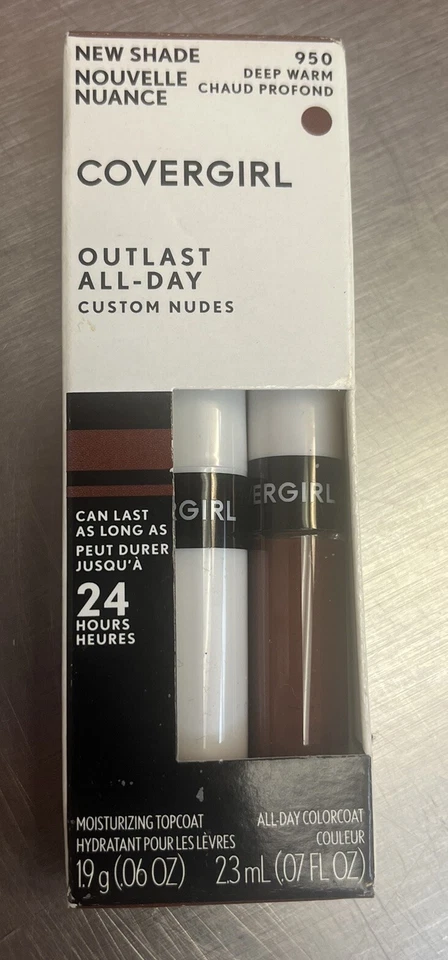 NEW SHADE
NOUVELLE
NUANCE
950
DEEP WARM
CHAUD PROFOND
COVERGIRL
OUTLAST
ALL-DAY
CUSTOM NUDES
RGIRL
ERGIRL
CAN LAST
AS LONG AS
PEUT DURER
JUSQU'À
24
HOURS
HEURES
MOISTURIZING TOPCOAT
HYDRATANT POUR LES LÈVRES
1.9 g (.06 OZ)
ALL-DAY COLORCOAT
COULEUR
2.3 mL (.07 FL OZ)